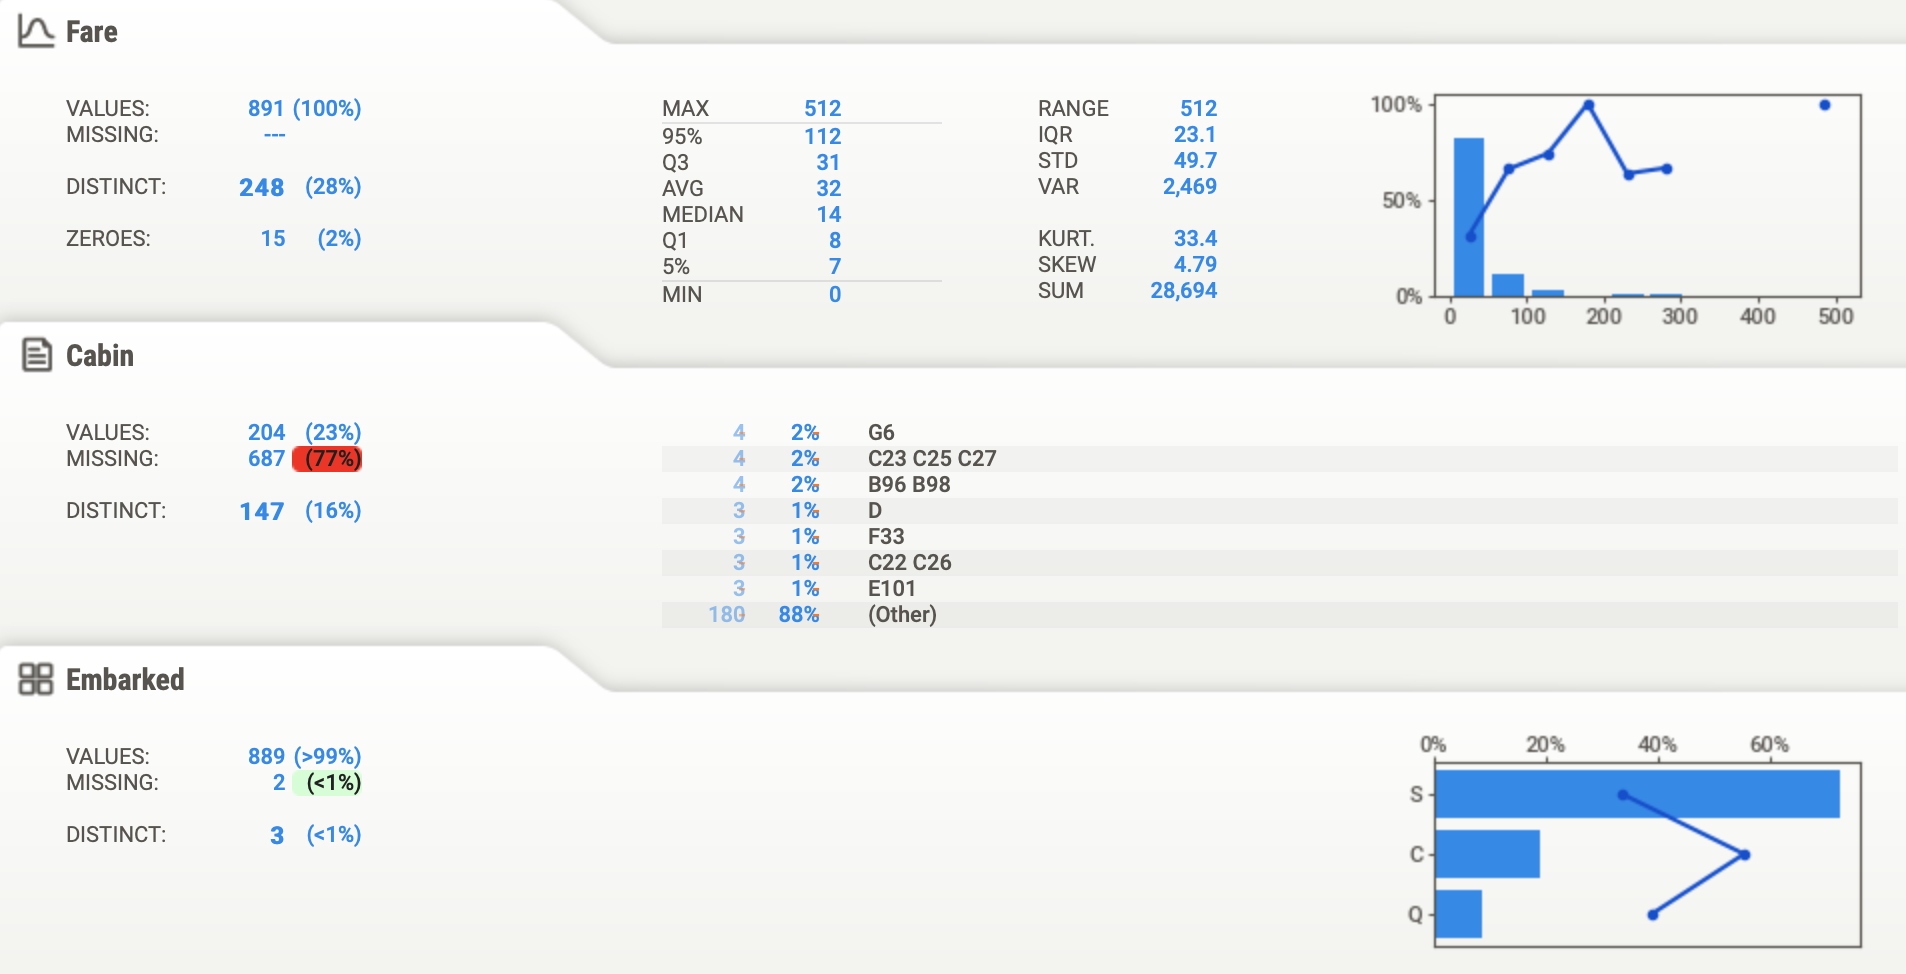 Fare
VALUES: 891 (100%)
MISSING: ---
DISTINCT: 248 (28%)
ZEROES: 15 (2%)
MAX 512
95% 112
Q3 31
AVG 32
MEDIAN 14
Q1 8
5% 7
MIN 0
RANGE 512
IQR 23.1
STD 49.7
VAR 2,469
KURT. 33.4
SKEW 4.79
SUM 28,694
100%
50%
0%
0 100 200 300 400 500
Cabin
VALUES: 204 (23%)
MISSING: 687 (77%)
DISTINCT: 147 (16%)
4 2% G6
4 2% C23 C25 C27
4 2% B96 B98
3 1% D
3 1% F33
3 1% C22 C26
3 1% E101
180 88% (Other)
Embarked
VALUES: 889 (>99%)
MISSING: 2 (<1%)
DISTINCT: 3 (<1%)
0% 20% 40% 60%
S
C
Q